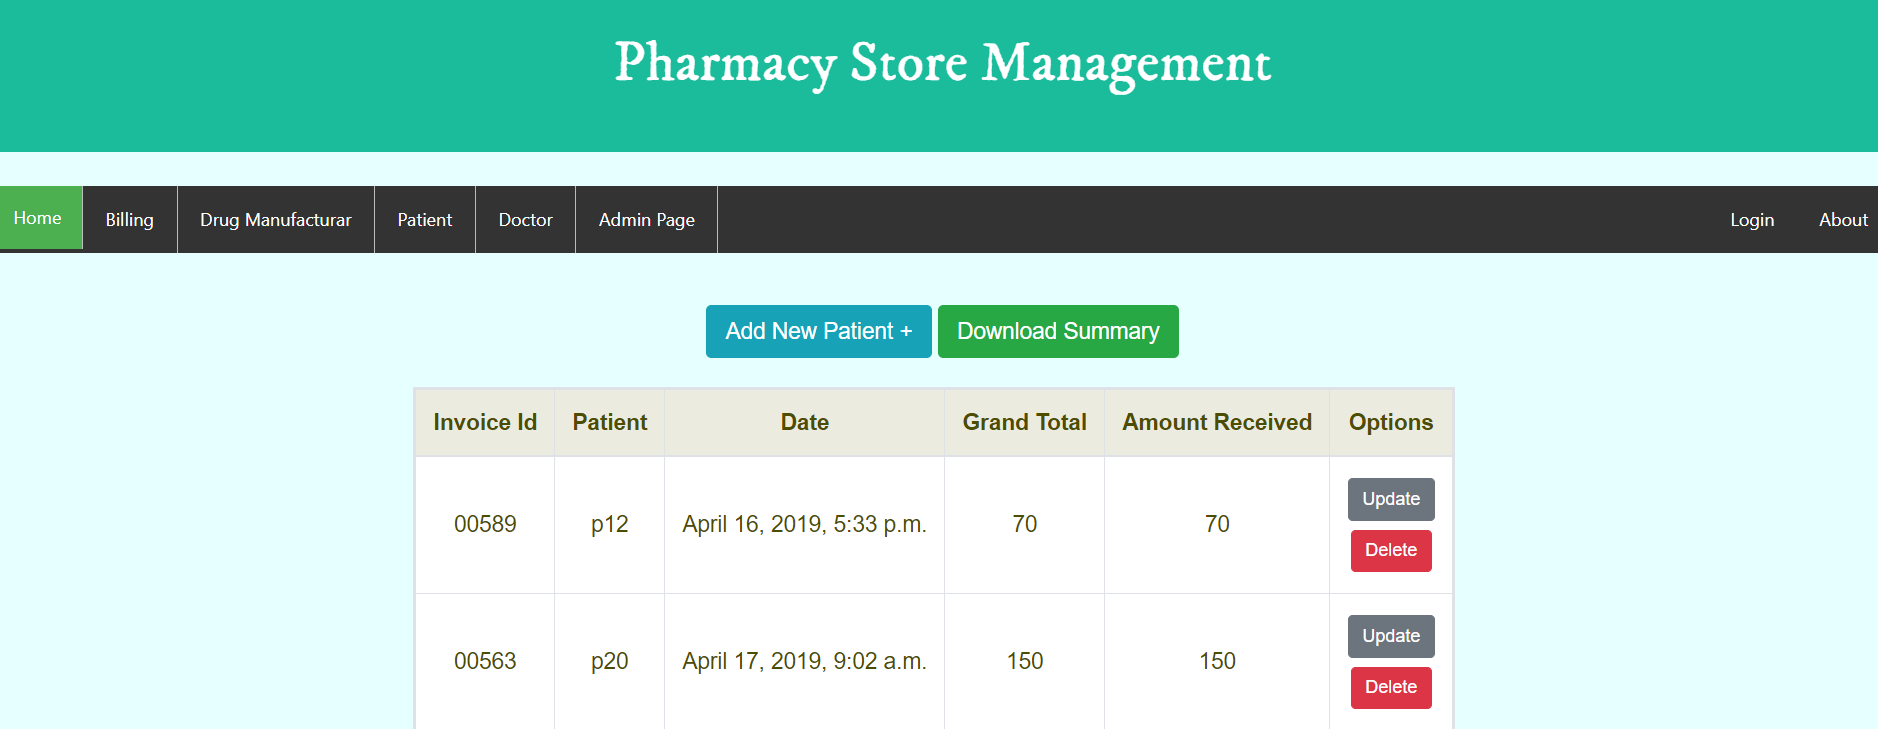 Pharmacy Store Management
Home Billing Drug Manufacturar Patient Doctor Admin Page Login About
Add New Patient + Download Summary
Invoice Id Patient Date Grand Total Amount Received Options
00589 p12 April 16, 2019, 5:33 p.m. 70 70 Update
Delete
00563 p20 April 17, 2019, 9:02 a.m. 150 150 Update
Delete